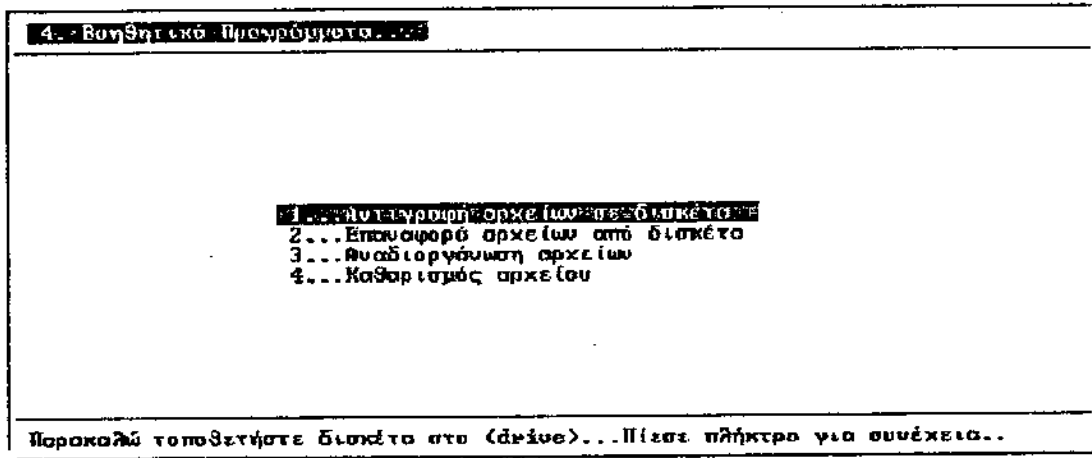 4. Βοηθητικά Προγράμματα...
1...Αντιγραφή αρχείων σε δισκέτα
2...Επαναφορά αρχείων από δισκέτα
3...Αναδιοργάνωση αρχείων
4...Καθαρισμός αρχείου
Παρακαλώ τοποθετήστε δισκέτα στο (drive)...Πίεσε πλήκτρο για συνέχεια..